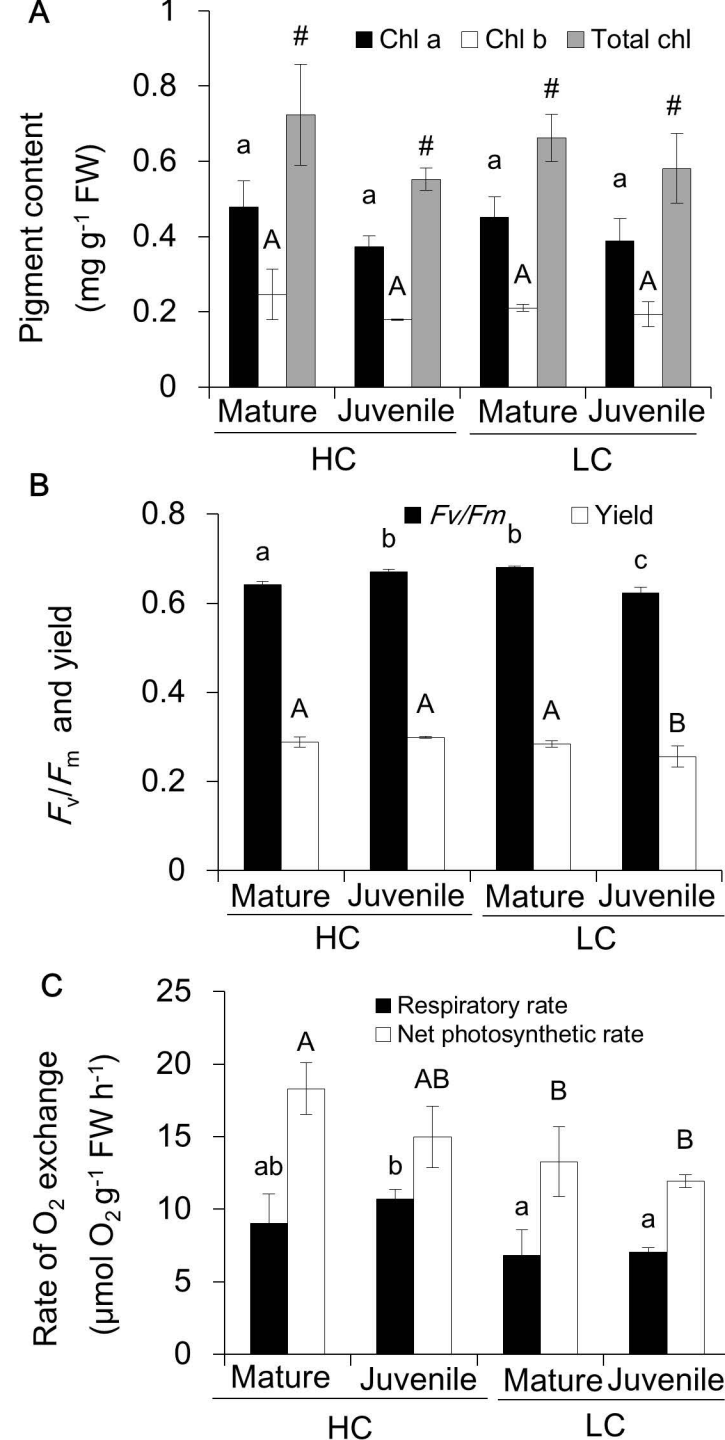 A
1
0.8
0.6
0.4
0.2
0
Pigment content
(mg g⁻¹ FW)
Chl a Chl b Total chl
a A # a A # a A # a A #
Mature Juvenile Mature Juvenile
HC LC
B
0.8
0.6
0.4
0.2
0
Fv/Fm and yield
Fv/Fm Yield
a A b A b A c B
Mature Juvenile Mature Juvenile
HC LC
C
25
20
15
10
5
0
Rate of O₂ exchange
(µmol O₂ g⁻¹ FW h⁻¹)
Respiratory rate
Net photosynthetic rate
ab A b AB a B a B
Mature Juvenile Mature Juvenile
HC LC